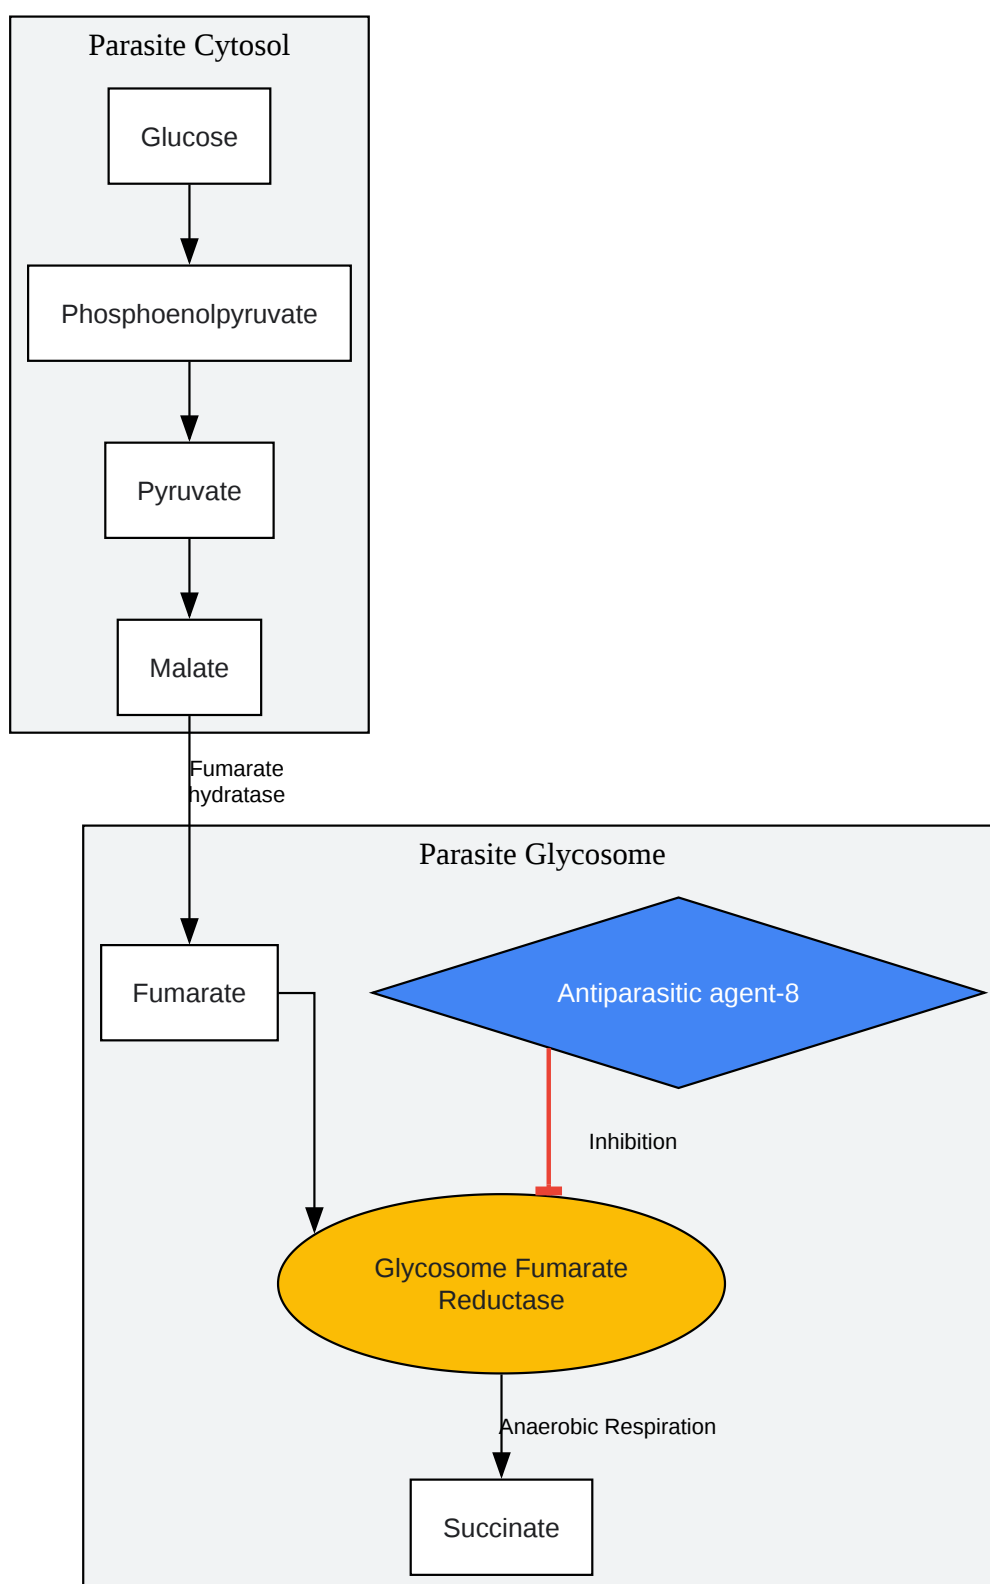 Parasite Cytosol
Glucose
Phosphoenolpyruvate
Pyruvate
Malate
Fumarate
hydratase
Parasite Glycosome
Fumarate
Antiparasitic agent-8
Inhibition
Glycosome Fumarate
Reductase
Anaerobic Respiration
Succinate